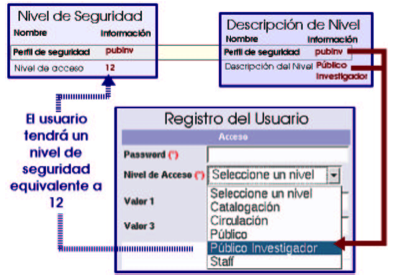 Nivel de Seguridad
Nombre Información
Perfil de seguridad pubinv
Nivel de acceso 12
Descripción de Nivel
Nombre Información
Perfil de seguridad pubinv
Descripción del Nivel Público
Investigador
El usuario
tendrá un
nivel de
seguridad
equivalente a
12
Registro del Usuario
Acceso
Password (*)
Nivel de Acceso (*) Seleccione un nivel
Seleccione un nivel
Valor 1
Catalogación
Circulación
Valor 3
Público
Público Investigador
Staff